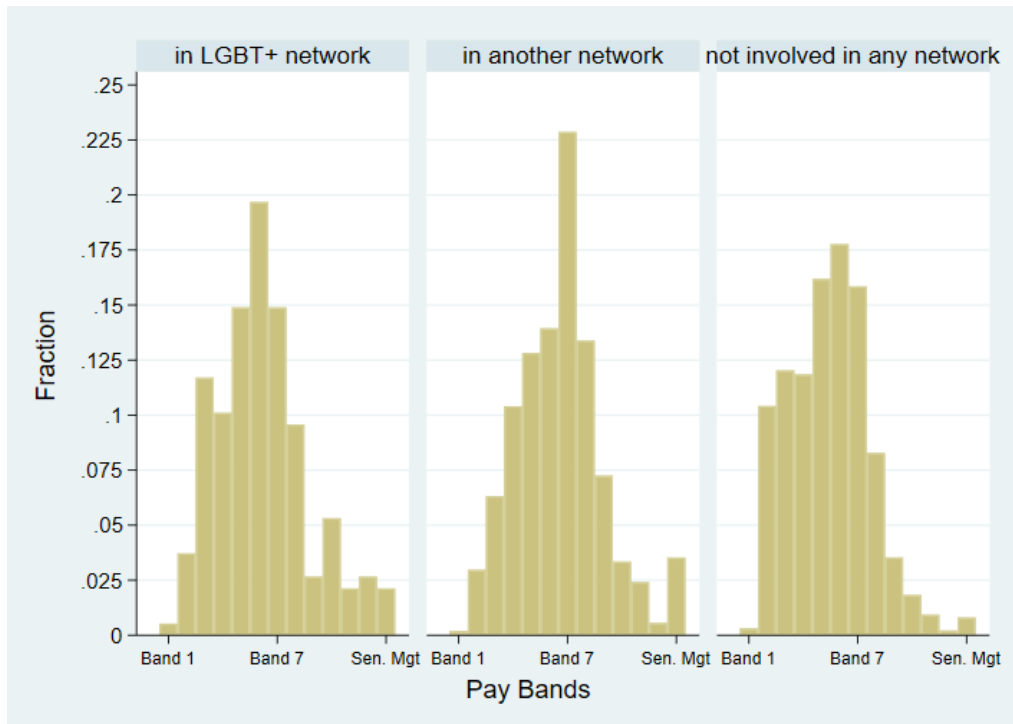 in LGBT+ network
in another network
not involved in any network
.25
.225
.2
.175
.15
.125
.1
.075
.05
.025
0
Fraction
Band 1 Band 7 Sen. Mgt
Band 1 Band 7 Sen. Mgt
Band 1 Band 7 Sen. Mgt
Pay Bands